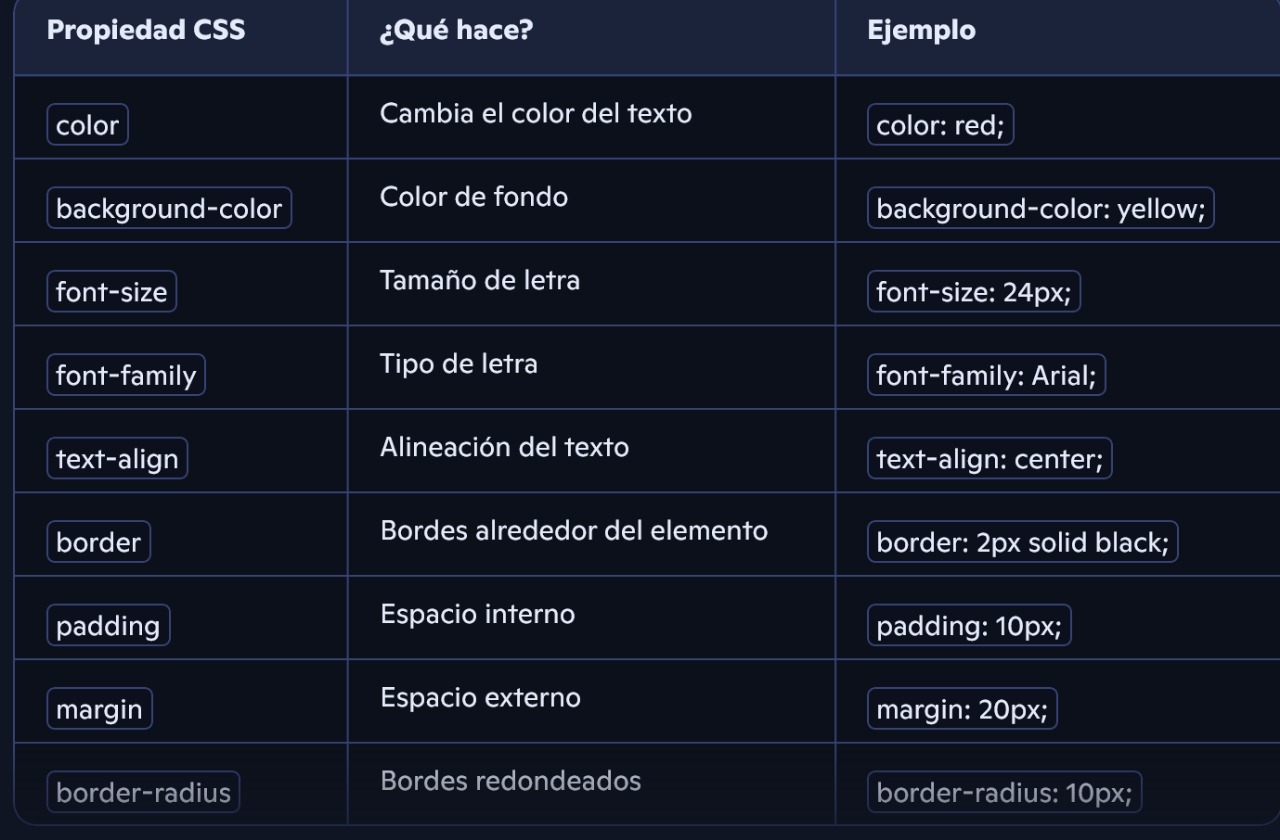 Propiedad CSS ¿Qué hace? Ejemplo
color Cambia el color del texto color: red;
background-color Color de fondo background-color: yellow;
font-size Tamaño de letra font-size: 24px;
font-family Tipo de letra font-family: Arial;
text-align Alineación del texto text-align: center;
border Bordes alrededor del elemento border: 2px solid black;
padding Espacio interno padding: 10px;
margin Espacio externo margin: 20px;
border-radius Bordes redondeados border-radius: 10px;